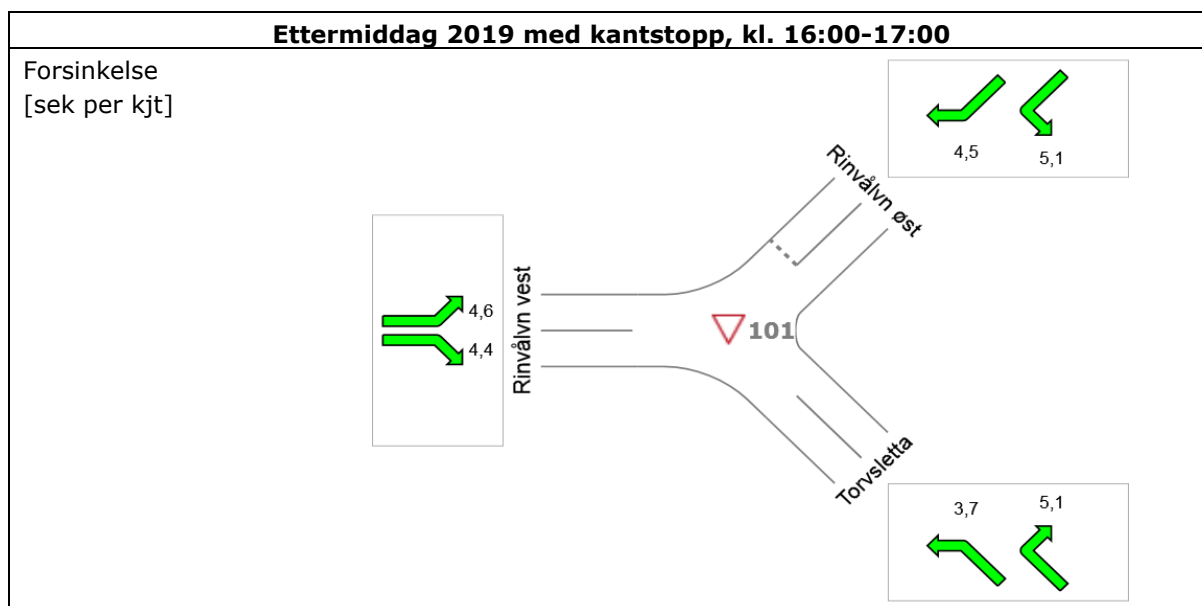 Ettermiddag 2019 med kantstopp, kl. 16:00-17:00
Forsinkelse
[sek per kjt]
4,5
5,1
Rinvålvn øst
Rinvålvn vest
4,6
4,4
101
Torvsletta
3,7
5,1